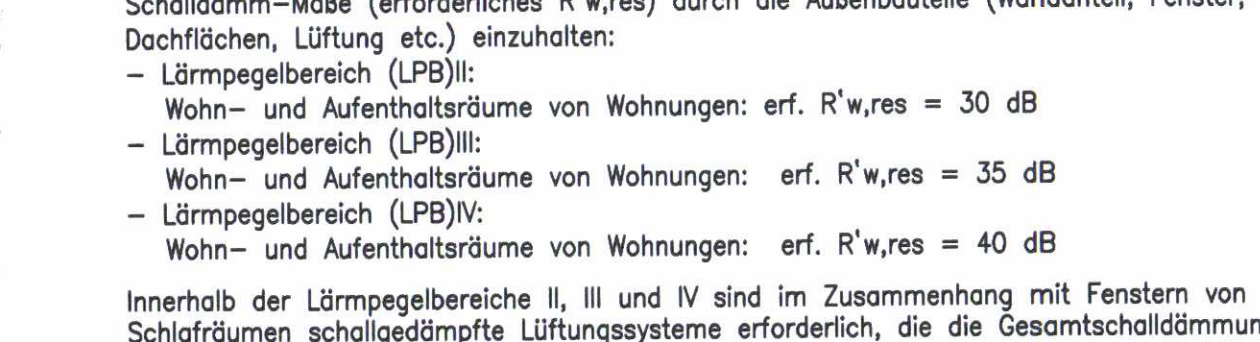 Schalldämm-Maße (erforderliches R'w,res) durch die Außenbauteile (Wandanteil, Fenster,
Dachflächen, Lüftung etc.) einzuhalten:
– Lärmpegelbereich (LPB)II:
Wohn– und Aufenthaltsräume von Wohnungen: erf. R'w,res = 30 dB
– Lärmpegelbereich (LPB)III:
Wohn– und Aufenthaltsräume von Wohnungen: erf. R'w,res = 35 dB
– Lärmpegelbereich (LPB)IV:
Wohn– und Aufenthaltsräume von Wohnungen: erf. R'w,res = 40 dB
Innerhalb der Lärmpegelbereiche II, III und IV sind im Zusammenhang mit Fenstern von
Schlafräumen schallgedämpfte Lüftungssysteme erforderlich, die die Gesamtschalldämmun